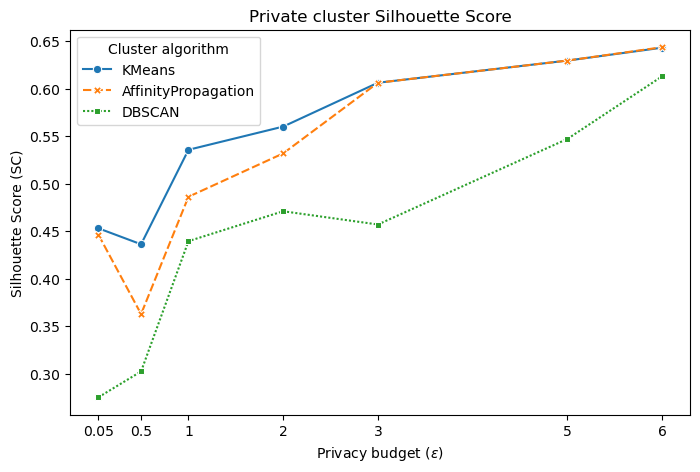 Private cluster Silhouette Score
Cluster algorithm
KMeans
AffinityPropagation
DBSCAN
Silhouette Score (SC)
0.65
0.60
0.55
0.50
0.45
0.40
0.35
0.30
0.05 0.5 1 2 3 5 6
Privacy budget (ε)